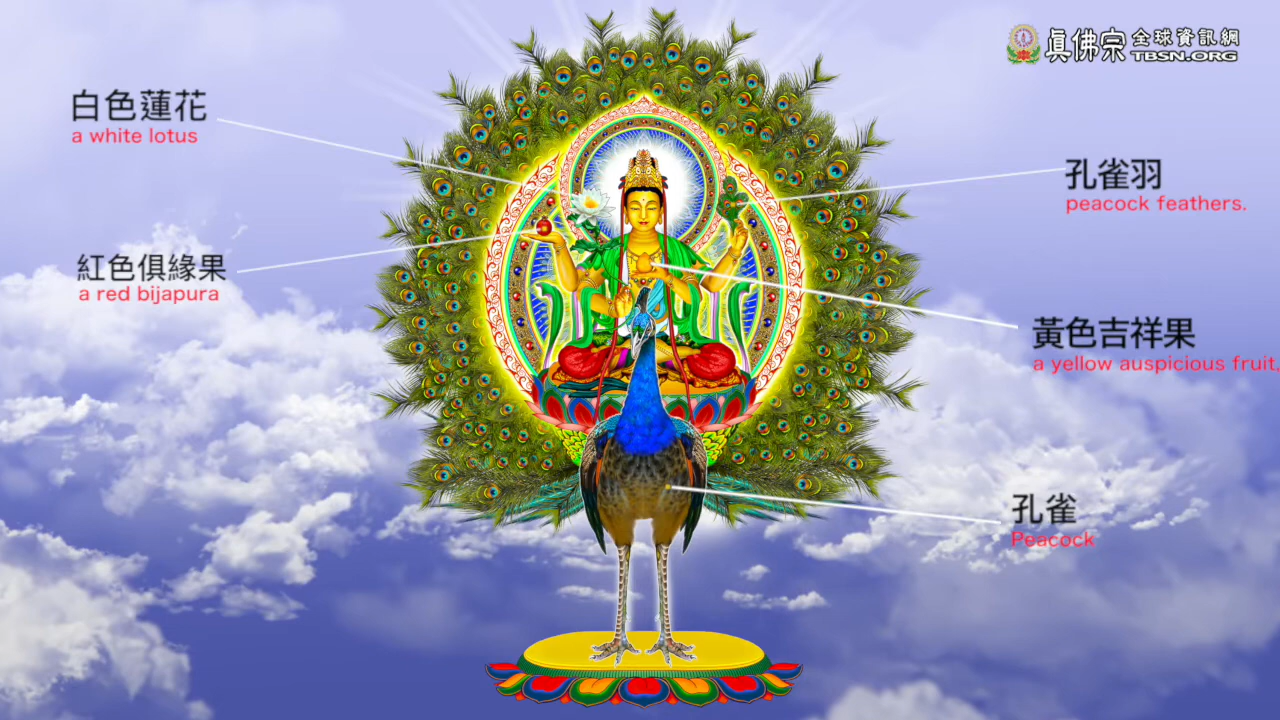 真佛宗 全球資訊網
TBSN.ORG
白色蓮花
a white lotus
孔雀羽
peacock feathers.
紅色俱緣果
a red bijapura
黃色吉祥果
a yellow auspicious fruit,
孔雀
Peacock